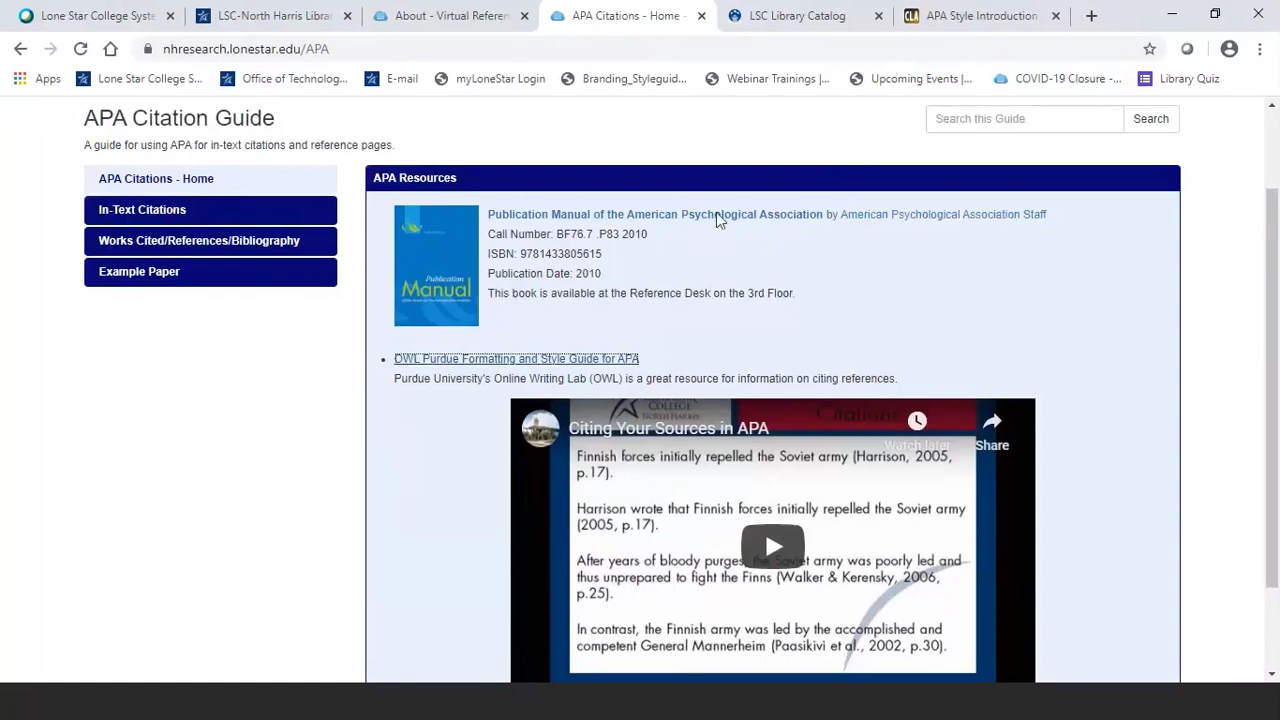 Lone Star College Syste
LSC-North Harris Librar
About - Virtual Referen
APA Citations - Home -
LSC Library Catalog
APA Style Introduction
nhresearch.lonestar.edu/APA
Apps
Lone Star College S...
Office of Technolog...
E-mail
myLoneStar Login
Branding_Styleguid...
Webinar Trainings |...
Upcoming Events |...
COVID-19 Closure -...
Library Quiz
APA Citation Guide
Search this Guide
Search
A guide for using APA for in-text citations and reference pages.
APA Citations - Home
In-Text Citations
Works Cited/References/Bibliography
Example Paper
APA Resources
Publication Manual of the American Psychological Association by American Psychological Association Staff
Call Number: BF76.7 .P83 2010
ISBN: 9781433805615
Publication Date: 2010
This book is available at the Reference Desk on the 3rd Floor.
Publication
Manual
OWL Purdue Formatting and Style Guide for APA
Purdue University's Online Writing Lab (OWL) is a great resource for information on citing references.
COLLEGE
NORTH HARRIS
Citations
Citing Your Sources in APA
Watch later
Share
Finnish forces initially repelled the Soviet army (Harrison, 2005,
p.17).
Harrison wrote that Finnish forces initially repelled the Soviet army
(2005, p.17).
After years of bloody purges, the Soviet army was poorly led and
thus unprepared to fight the Finns (Walker & Kerensky, 2006,
p.25).
In contrast, the Finnish army was led by the accomplished and
competent General Mannerheim (Paasikivi et al., 2002, p.30).